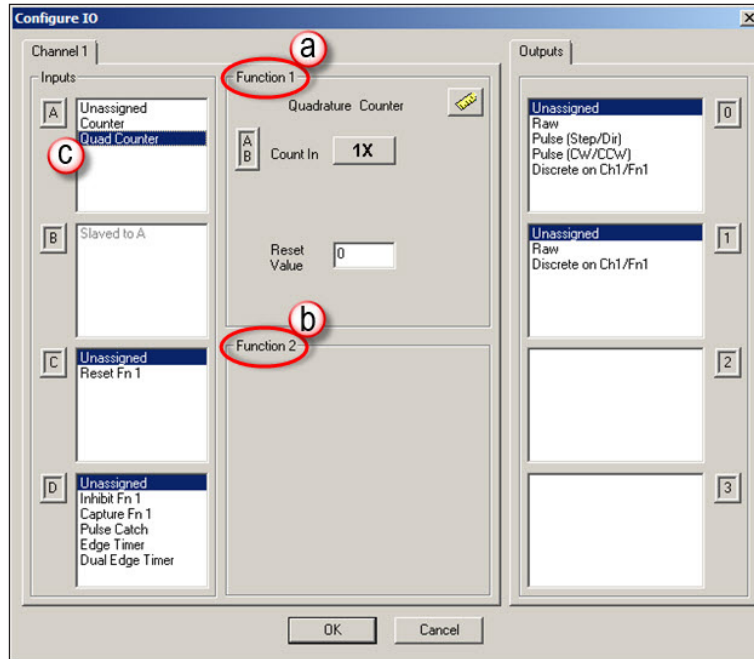 Configure IO
Channel 1
Inputs
A
Unassigned
Counter
Quad Counter
c
B
Slaved to A
C
Unassigned
Reset Fn 1
D
Unassigned
Inhibit Fn 1
Capture Fn 1
Pulse Catch
Edge Timer
Dual Edge Timer
a
Function 1
Quadrature Counter
A
B
Count In
1X
Reset
Value
0
b
Function 2
Outputs
Unassigned
Raw
Pulse (Step/Dir)
Pulse (CW/CCW)
Discrete on Ch1/Fn1
0
Unassigned
Raw
Discrete on Ch1/Fn1
1
2
3
OK
Cancel